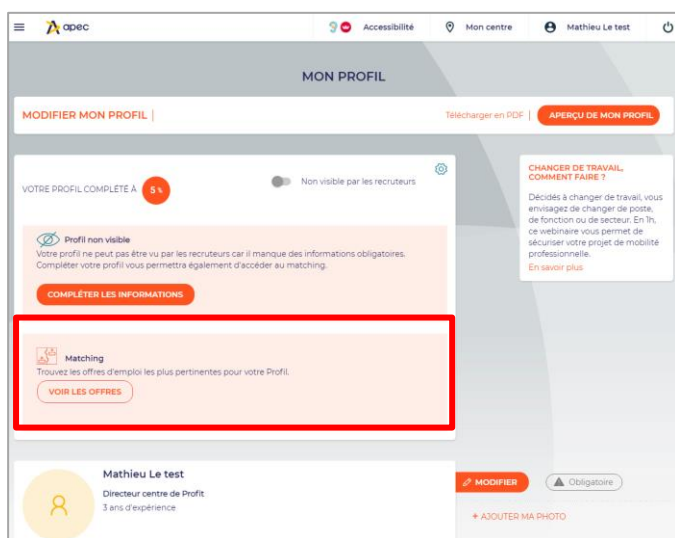 apec
Accessibilité
Mon centre
Mathieu Le test
MON PROFIL
MODIFIER MON PROFIL |
Télécharger en PDF |
APERÇU DE MON PROFIL
VOTRE PROFIL COMPLÉTÉ À 5 %
Non visible par les recruteurs
Profil non visible
Votre profil ne peut pas être vu par les recruteurs car il manque des informations obligatoires.
Compléter votre profil vous permettra également d'accéder au matching.
COMPLÉTER LES INFORMATIONS
Matching
Trouvez les offres d'emploi les plus pertinentes pour votre Profil.
VOIR LES OFFRES
CHANGER DE TRAVAIL,
COMMENT FAIRE ?
Décidés à changer de travail, vous
envisagez de changer de poste,
de fonction ou de secteur. En 1h,
ce webinaire vous permet de
sécuriser votre projet de mobilité
professionnelle.
En savoir plus
Mathieu Le test
Directeur centre de Profit
3 ans d'expérience
MODIFIER
Obligatoire
+ AJOUTER MA PHOTO